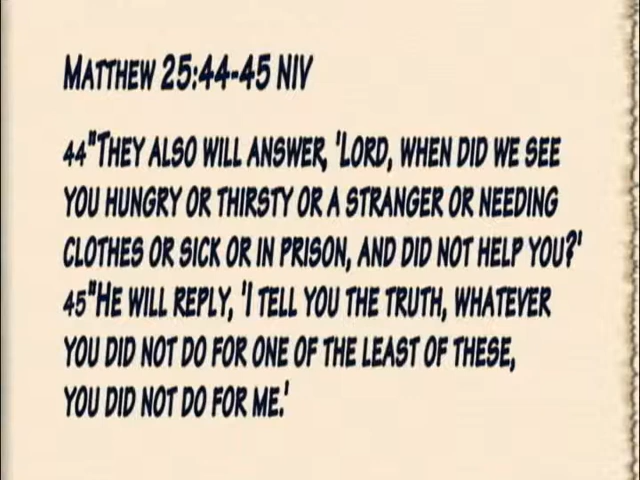 Matthew 25:44-45 NIV
44"They also will answer, 'Lord, when did we see
you hungry or thirsty or a stranger or needing
clothes or sick or in prison, and did not help you?'
45"He will reply, 'I tell you the truth, whatever
you did not do for one of the least of these,
you did not do for me.'